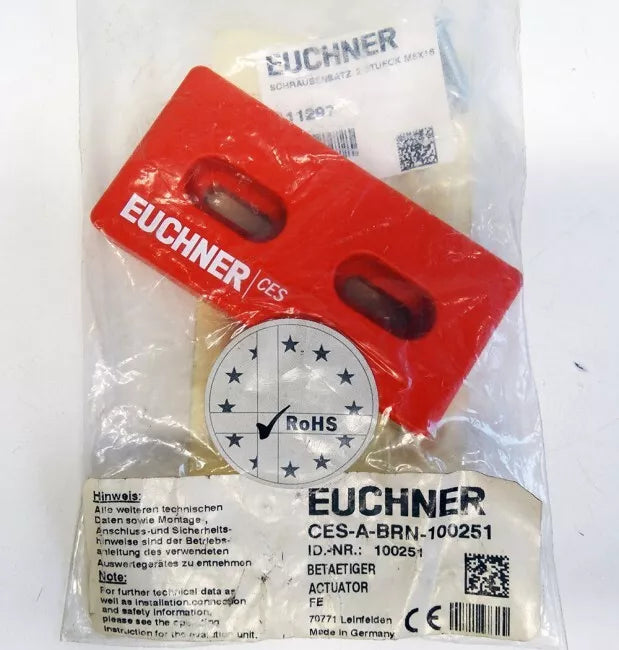 EUCHNER
SCHRAUBENSATZ 2 STUECK M5X16
EUCHNER | CES
RoHS
Hinweis:
Alle weiteren technischen
Daten sowie Montage,
Anschluss-und Sicherheits-
hinweise sind der Betriebs-
anleitung des verwendeten
Auswertegerätes zu entnehmen
Note:
For further technical data as
well as installation,connection
and safety information,
please see the operating
instruction for the evalution unit.
EUCHNER
CES-A-BRN-100251
ID.-NR.: 100251
BETAETIGER
ACTUATOR
FE
70771 Leinfelden
Made in Germany
CE